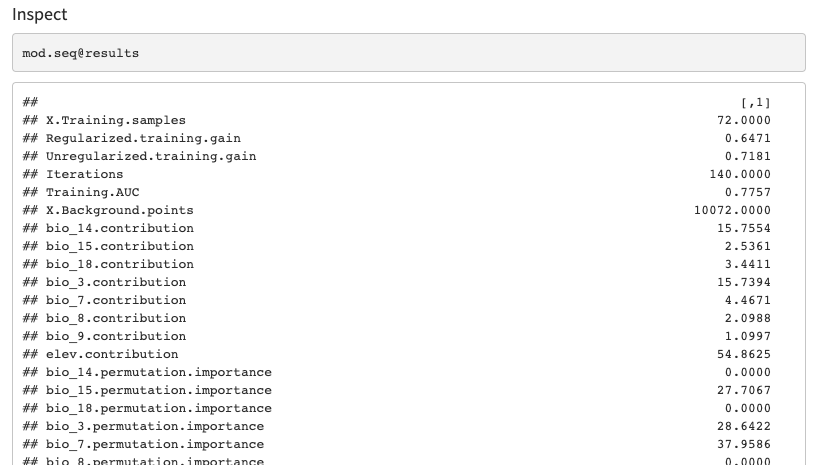 Inspect
mod.seq@results
## [,1]
## X.Training.samples 72.0000
## Regularized.training.gain 0.6471
## Unregularized.training.gain 0.7181
## Iterations 140.0000
## Training.AUC 0.7757
## X.Background.points 10072.0000
## bio_14.contribution 15.7554
## bio_15.contribution 2.5361
## bio_18.contribution 3.4411
## bio_3.contribution 15.7394
## bio_7.contribution 4.4671
## bio_8.contribution 2.0988
## bio_9.contribution 1.0997
## elev.contribution 54.8625
## bio_14.permutation.importance 0.0000
## bio_15.permutation.importance 27.7067
## bio_18.permutation.importance 0.0000
## bio_3.permutation.importance 28.6422
## bio_7.permutation.importance 37.9586
## bio_8.permutation.importance 0.0000